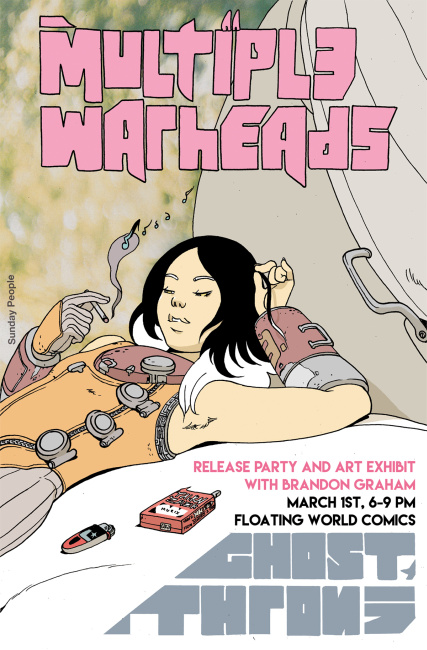 MULTIPLE
WARHEADS
Sunday People
RELEASE PARTY AND ART EXHIBIT
WITH BRANDON GRAHAM
MARCH 1ST, 6-9 PM
FLOATING WORLD COMICS
GHOST,
THRONE